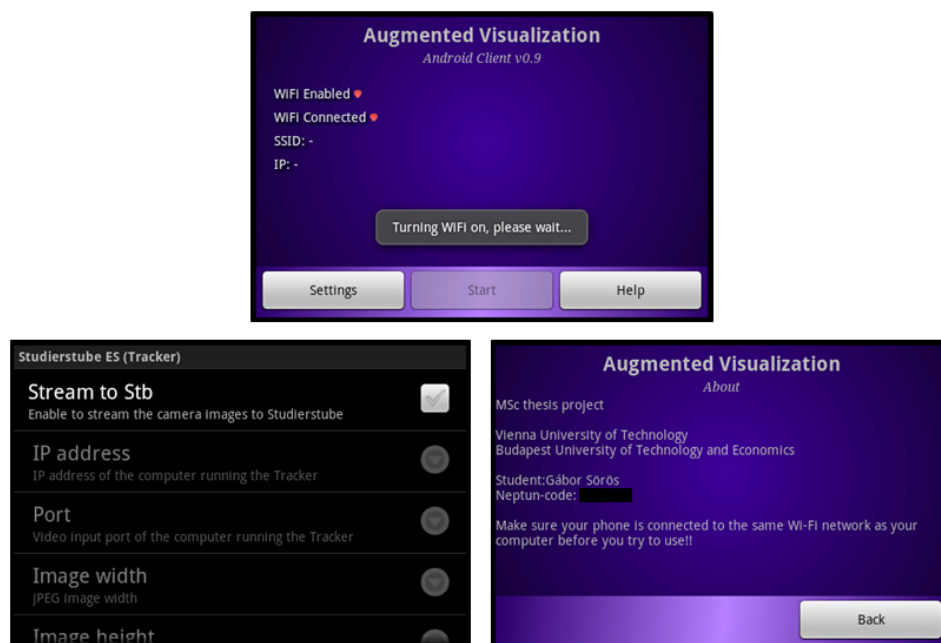 Augmented Visualization
Android Client v0.9
WiFI Enabled
WiFI Connected
SSID: -
IP: -
Turning WiFI on, please wait...
Settings
Start
Help
Studierstube ES (Tracker)
Stream to Stb
Enable to stream the camera images to Studierstube
IP address
IP address of the computer running the Tracker
Port
Video input port of the computer running the Tracker
Image width
JPEG image width
Image height
Augmented Visualization
About
MSc thesis project
Vienna University of Technology
Budapest University of Technology and Economics
Student:Gábor Sörös
Neptun-code:
Make sure your phone is connected to the same Wi-Fi network as your
computer before you try to use!!
Back